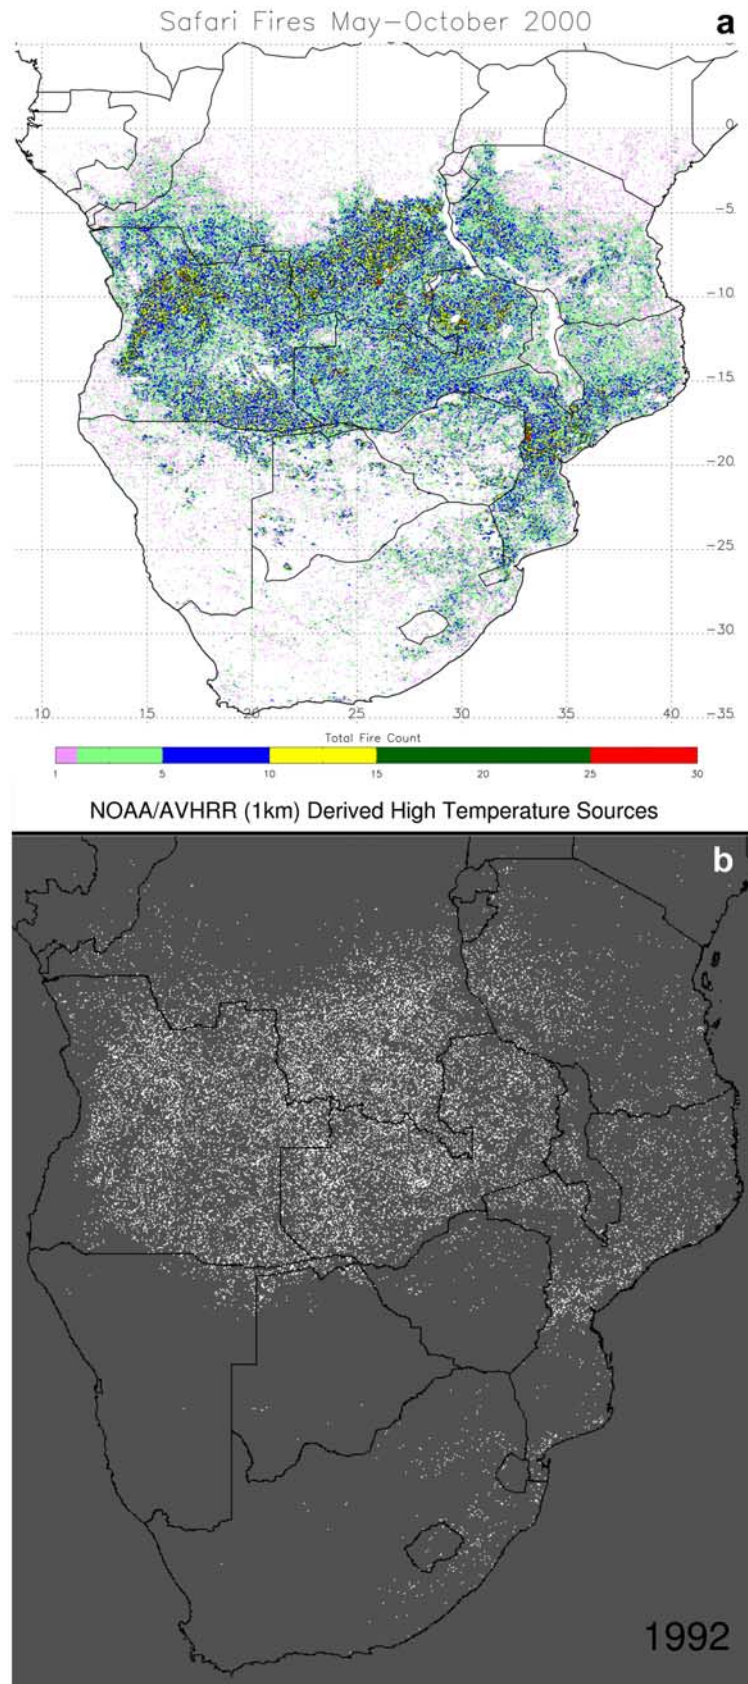 Safari Fires May-October 2000
a
0
-5
-10
-15
-20
-25
-30
-35
10 15 20 25 30 35 40
Total Fire Count
1 5 10 15 20 25 30
NOAA/AVHRR (1km) Derived High Temperature Sources
b
1992